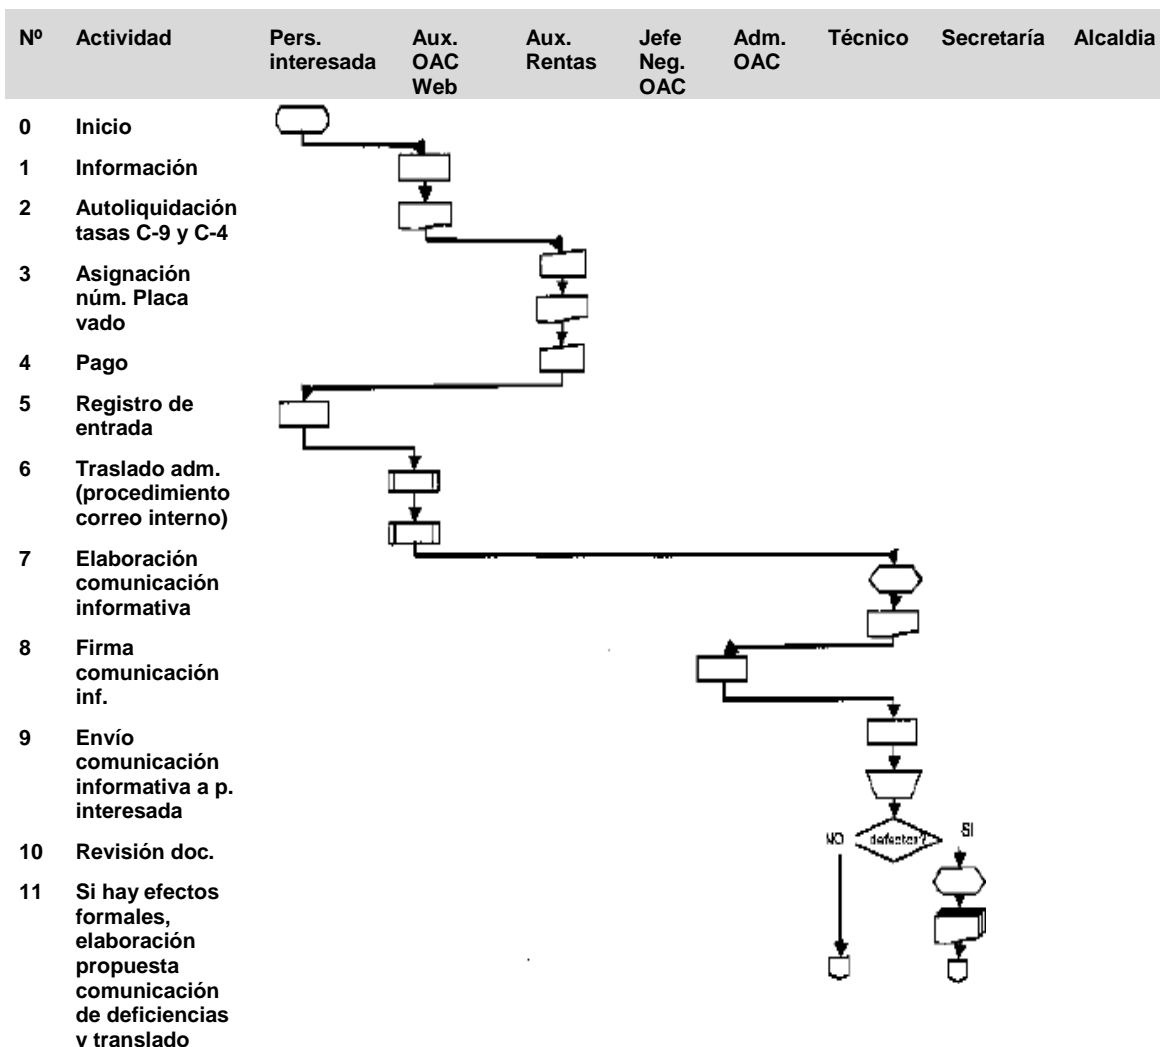 Nº Actividad Pers. interesada Aux. OAC Web Aux. Rentas Jefe Neg. OAC Adm. OAC Técnico Secretaría Alcaldia
0 Inicio
1 Información
2 Autoliquidación
tasas C-9 y C-4
3 Asignación
núm. Placa
vado
4 Pago
5 Registro de
entrada
6 Traslado adm.
(procedimiento
correo interno)
7 Elaboración
comunicación
informativa
8 Firma
comunicación
inf.
9 Envío
comunicación
informativa a p.
interesada
NO defectos? SI
10 Revisión doc.
11 Si hay efectos
formales,
elaboración
propuesta
comunicación
de deficiencias
y translado